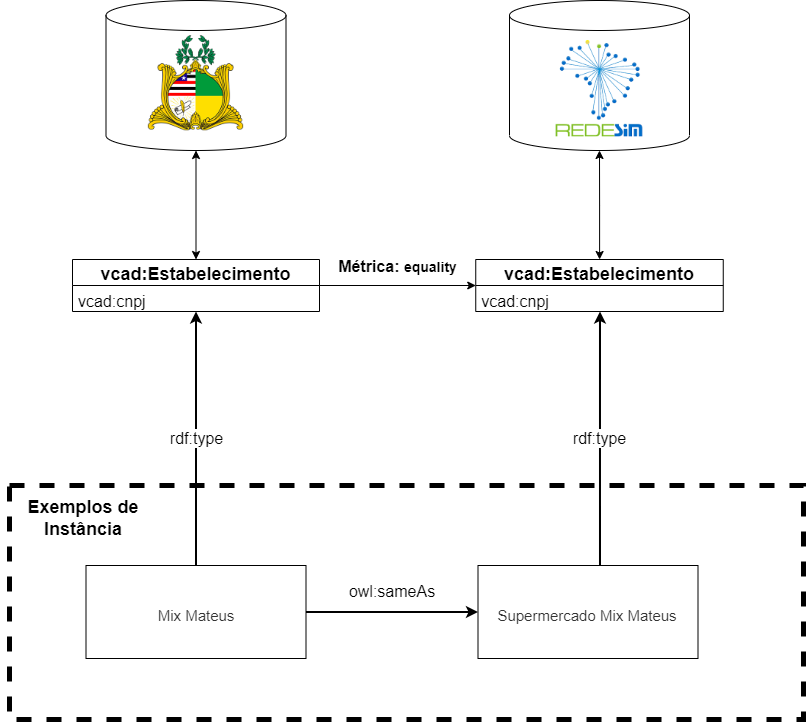 REDESIM
vcad:Estabelecimento
vcad:cnpj
Métrica: equality
vcad:Estabelecimento
vcad:cnpj
rdf:type
rdf:type
Exemplos de
Instância
Mix Mateus
owl:sameAs
Supermercado Mix Mateus